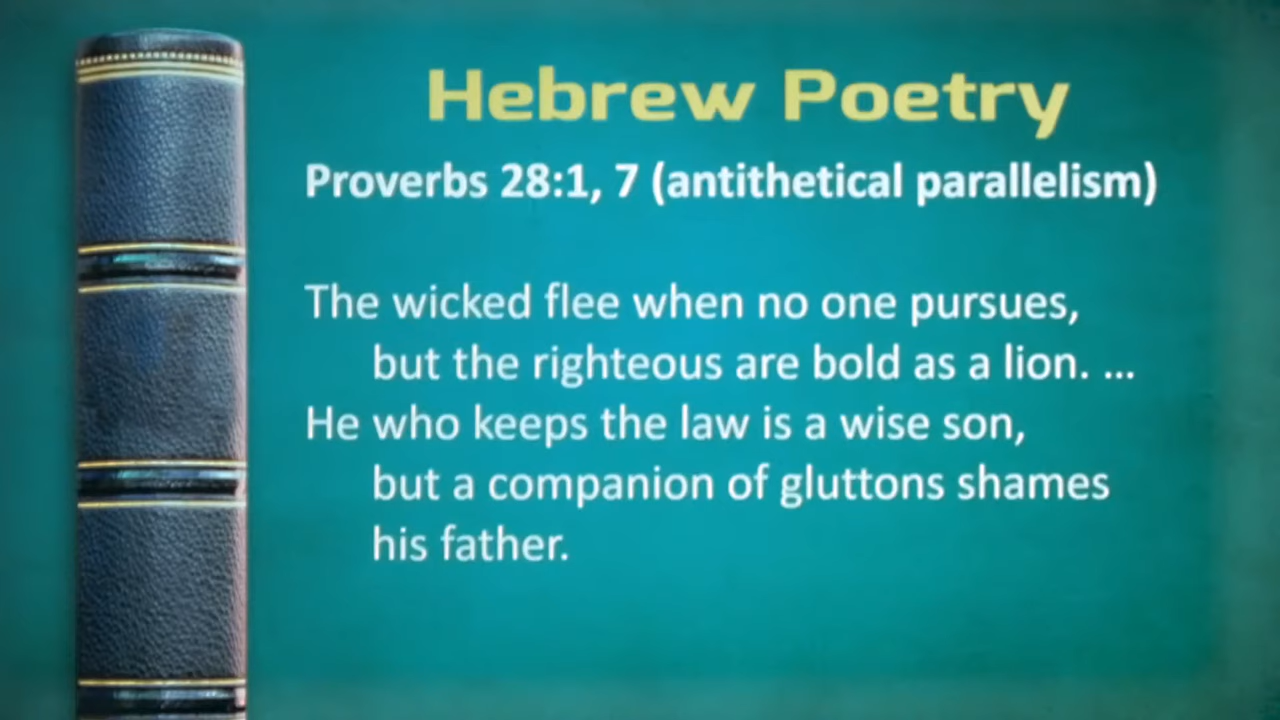 Hebrew Poetry
Proverbs 28:1, 7 (antithetical parallelism)
The wicked flee when no one pursues,
but the righteous are bold as a lion. ...
He who keeps the law is a wise son,
but a companion of gluttons shames
his father.